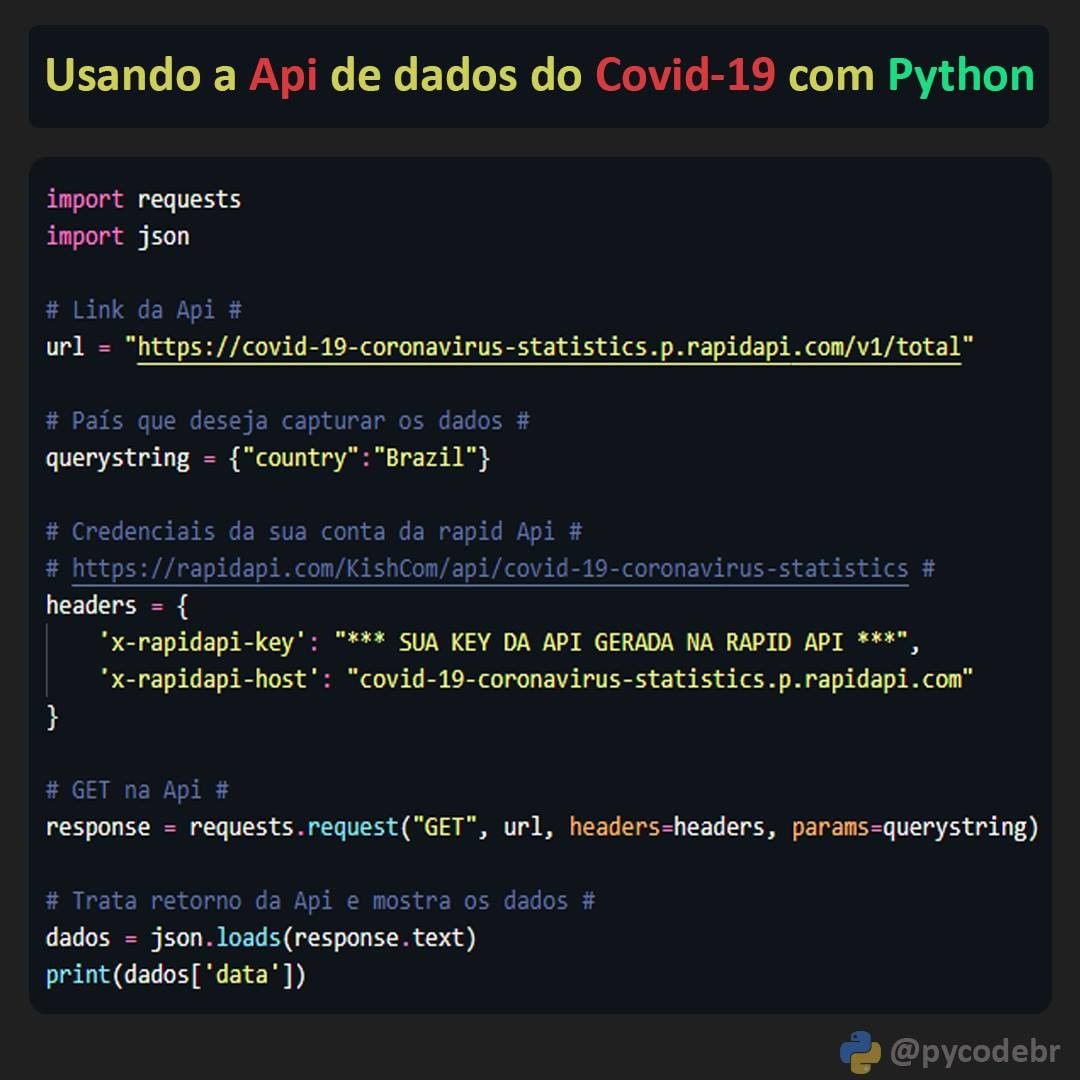 Usando a Api de dados do Covid-19 com Python
import requests
import json
# Link da Api #
url = "https://covid-19-coronavirus-statistics.p.rapidapi.com/v1/total"
# País que deseja capturar os dados #
querystring = {"country":"Brazil"}
# Credenciais da sua conta da rapid Api #
# https://rapidapi.com/KishCom/api/covid-19-coronavirus-statistics #
headers = {
    'x-rapidapi-key': "*** SUA KEY DA API GERADA NA RAPID API ***",
    'x-rapidapi-host': "covid-19-coronavirus-statistics.p.rapidapi.com"
}
# GET na Api #
response = requests.request("GET", url, headers=headers, params=querystring)
# Trata retorno da Api e mostra os dados #
dados = json.loads(response.text)
print(dados['data'])
@pycodebr